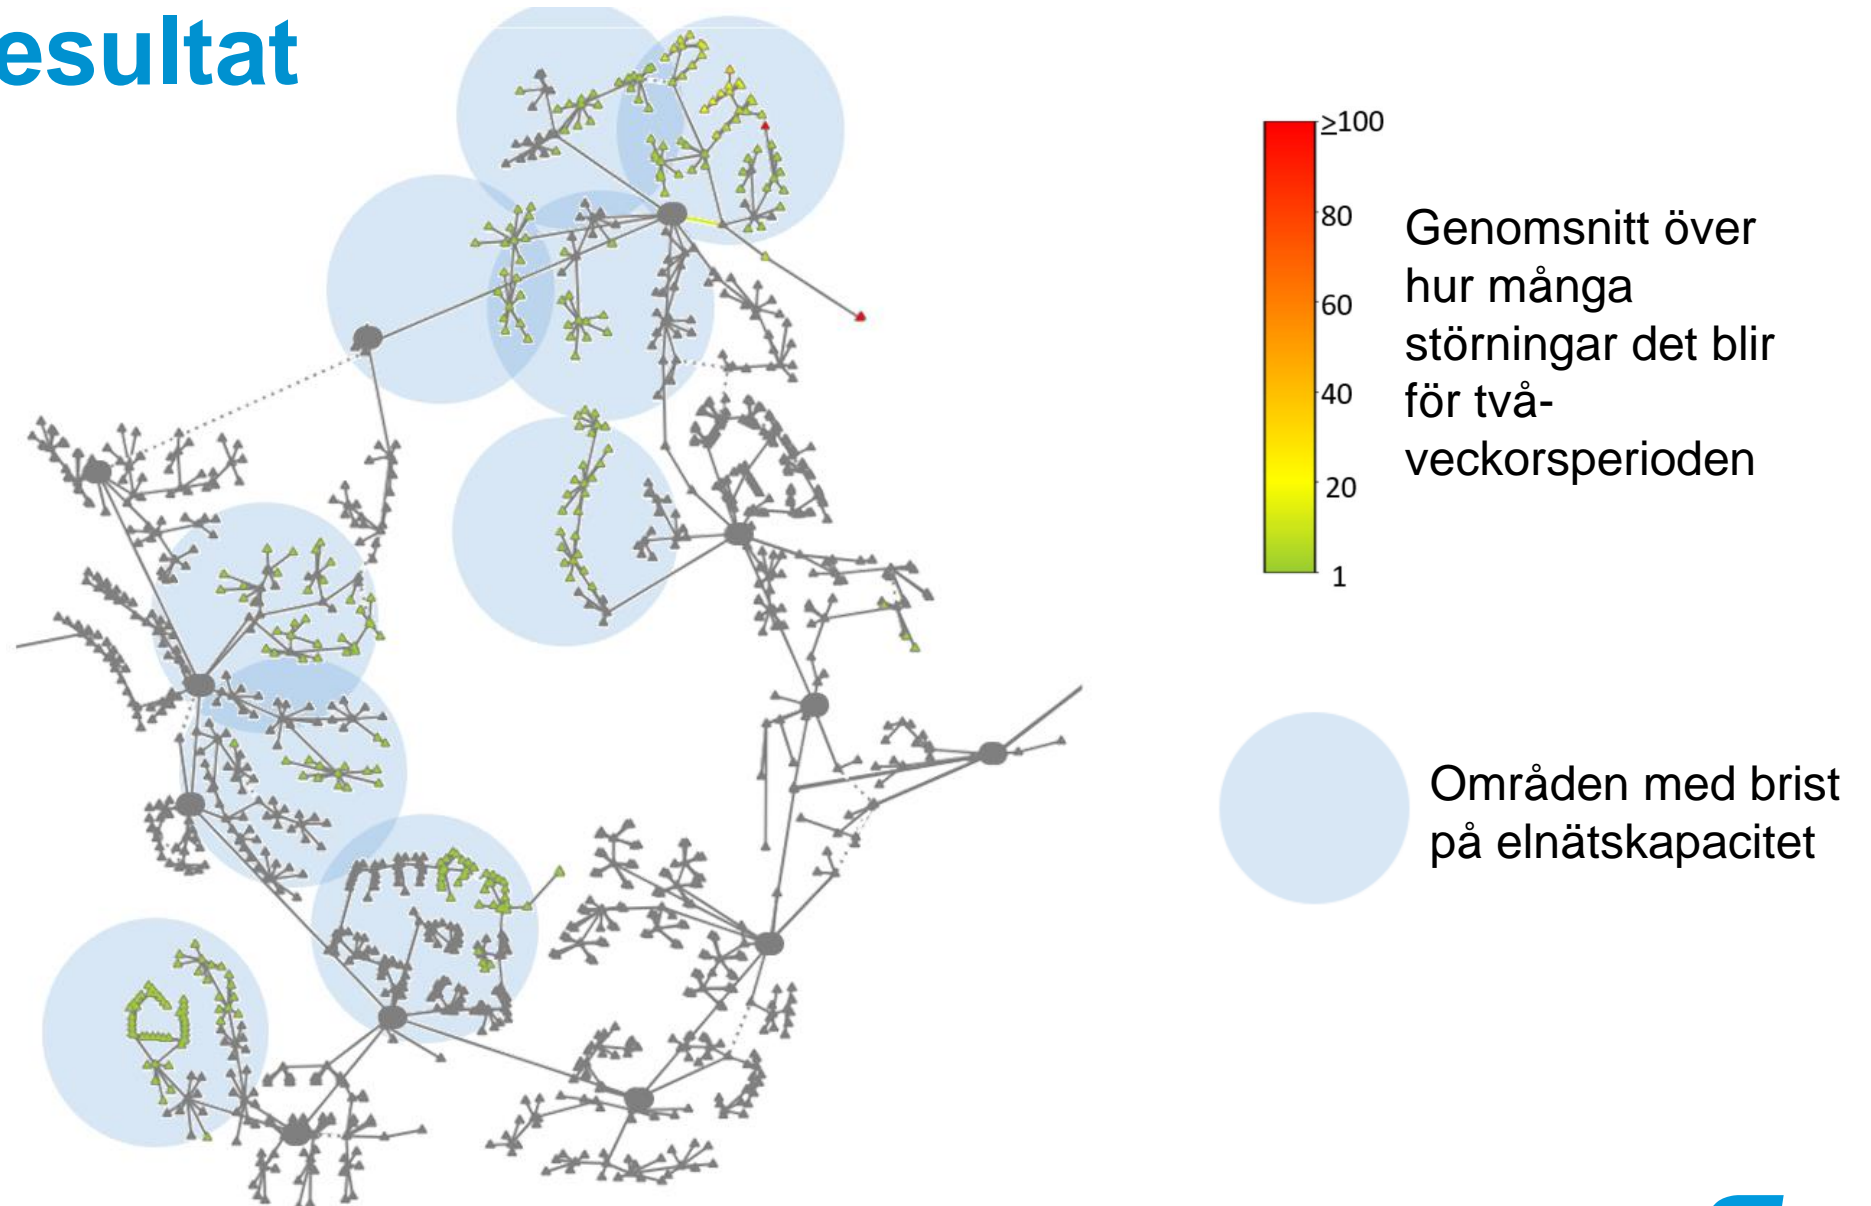 esultat
≥100
80
60
40
20
1
Genomsnitt över
hur många
störningar det blir
för två-
veckorsperioden
Områden med brist
på elnätskapacitet